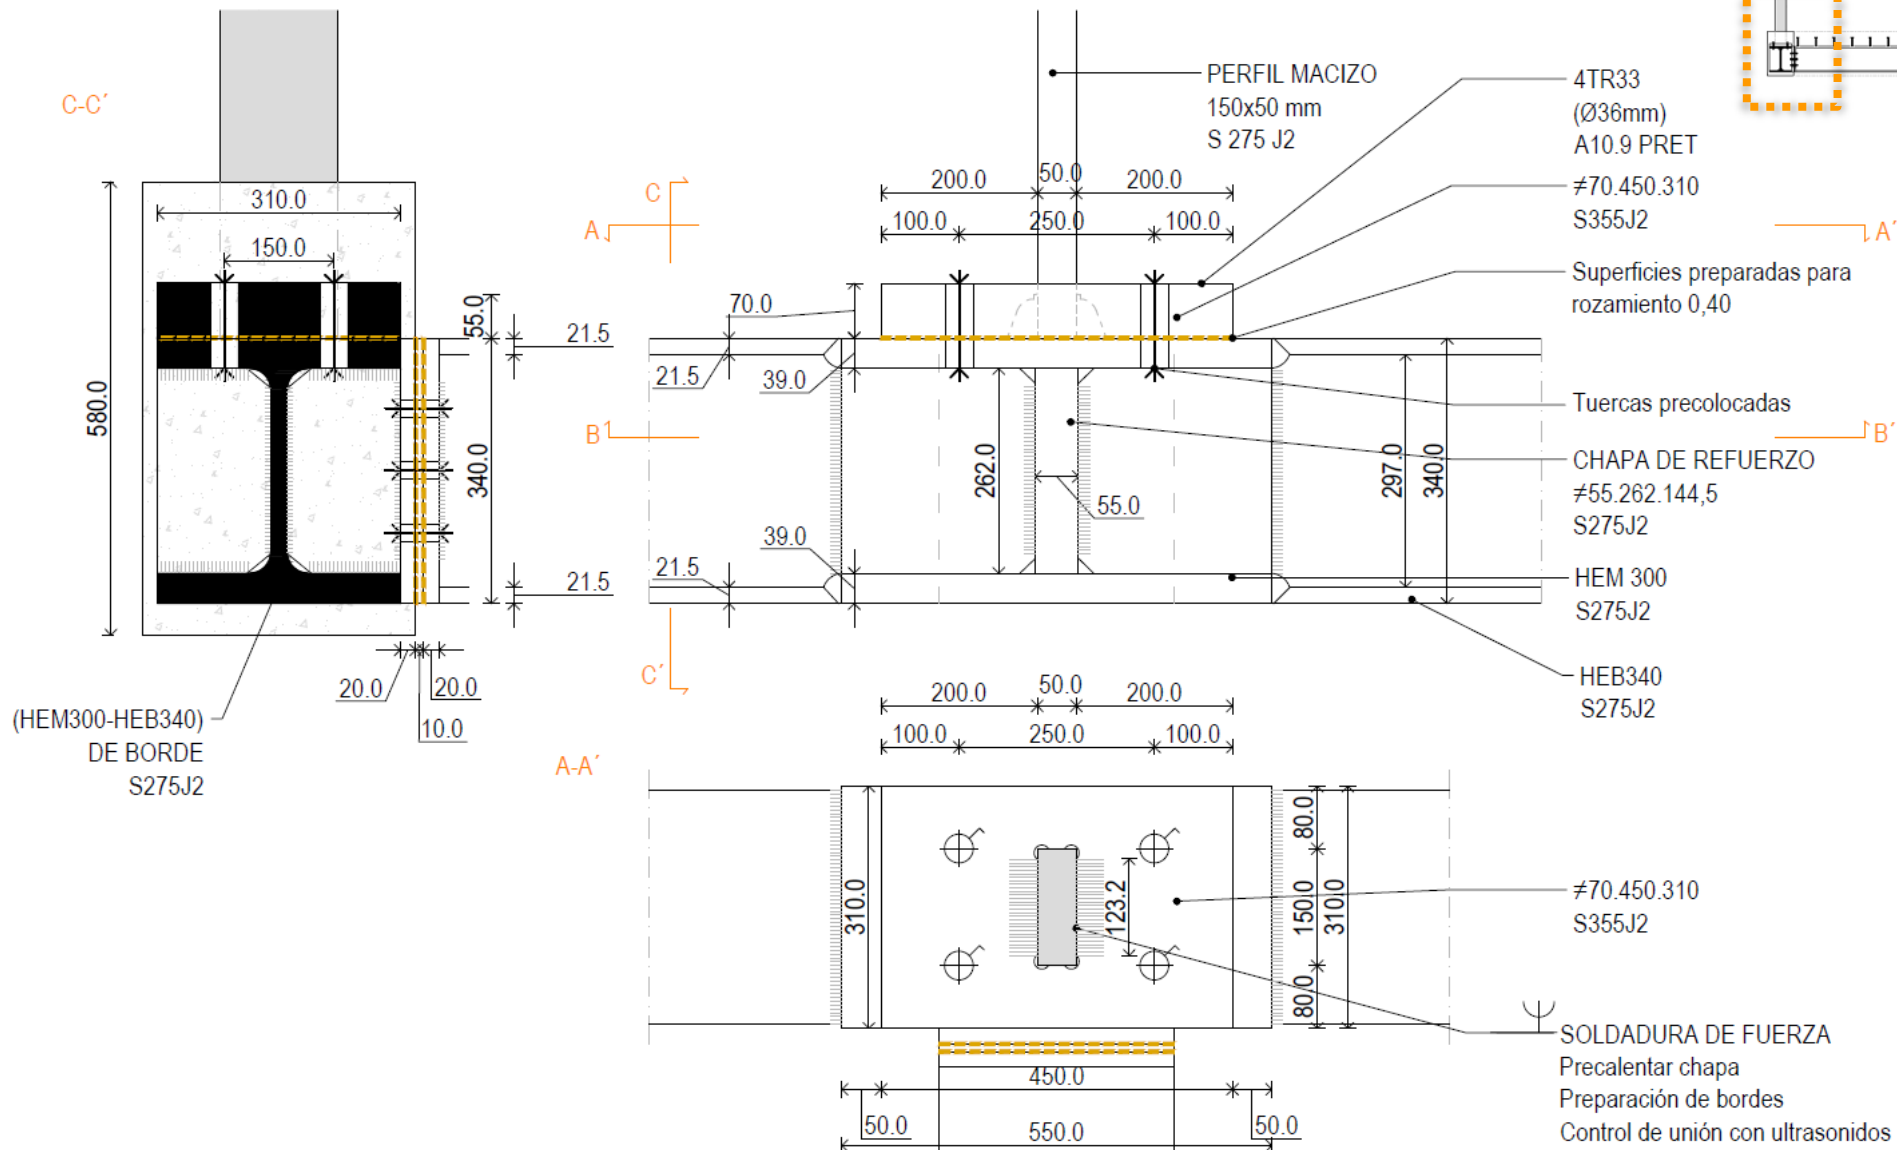 C-C´
310.0
150.0
55.0
580.0
21.5
340.0
21.5
20.0
20.0
10.0
(HEM300-HEB340)
DE BORDE
S275J2
PERFIL MACIZO
150x50 mm
S 275 J2
C
A
200.0
50.0
200.0
100.0
250.0
100.0
70.0
21.5
39.0
B
262.0
55.0
39.0
21.5
297.0
340.0
C´
4TR33
(Ø36mm)
A10.9 PRET
≠70.450.310
S355J2
A´
Superficies preparadas para
rozamiento 0,40
Tuercas precolocadas
B´
CHAPA DE REFUERZO
≠55.262.144,5
S275J2
HEM 300
S275J2
HEB340
S275J2
A-A´
200.0
50.0
200.0
100.0
250.0
100.0
310.0
123.2
80.0
150.0
310.0
80.0
450.0
50.0
550.0
50.0
≠70.450.310
S355J2
SOLDADURA DE FUERZA
Precalentar chapa
Preparación de bordes
Control de unión con ultrasonidos